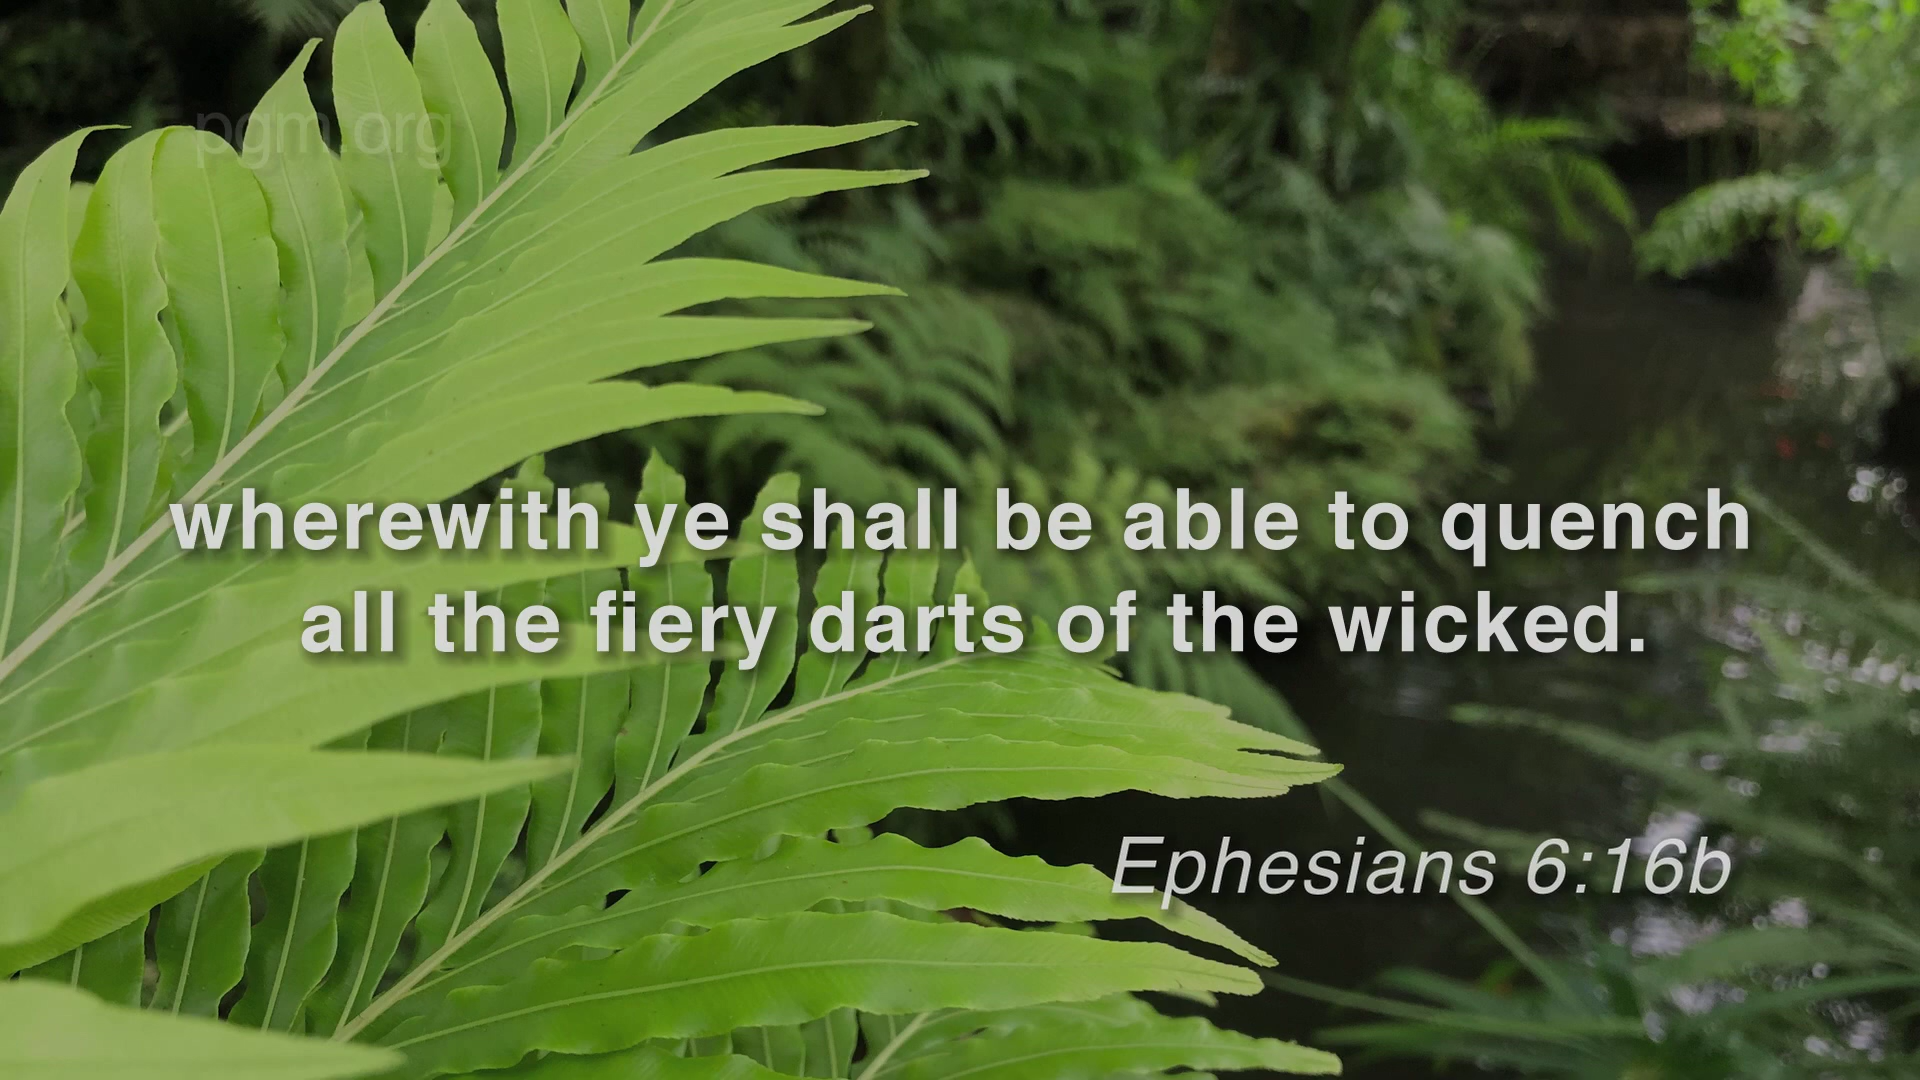 pgm.org
wherewith ye shall be able to quench
all the fiery darts of the wicked.
Ephesians 6:16b